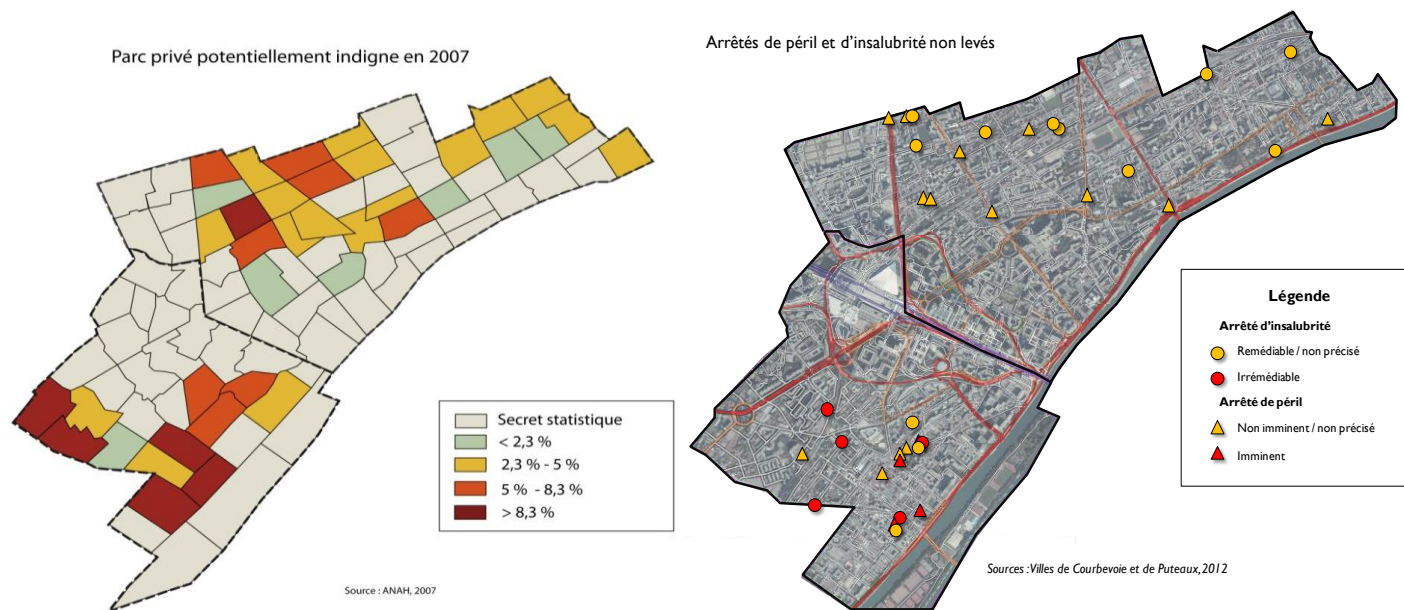 Parc privé potentiellement indigne en 2007
Secret statistique
< 2,3 %
2,3 % - 5 %
5 % - 8,3 %
> 8,3 %
Source : ANAH, 2007
Arrêtés de péril et d'insalubrité non levés
Légende
Arrêté d'insalubrité
Remédiable / non précisé
Irrémédiable
Arrêté de péril
Non imminent / non précisé
Imminent
Sources : Villes de Courbevoie et de Puteaux, 2012